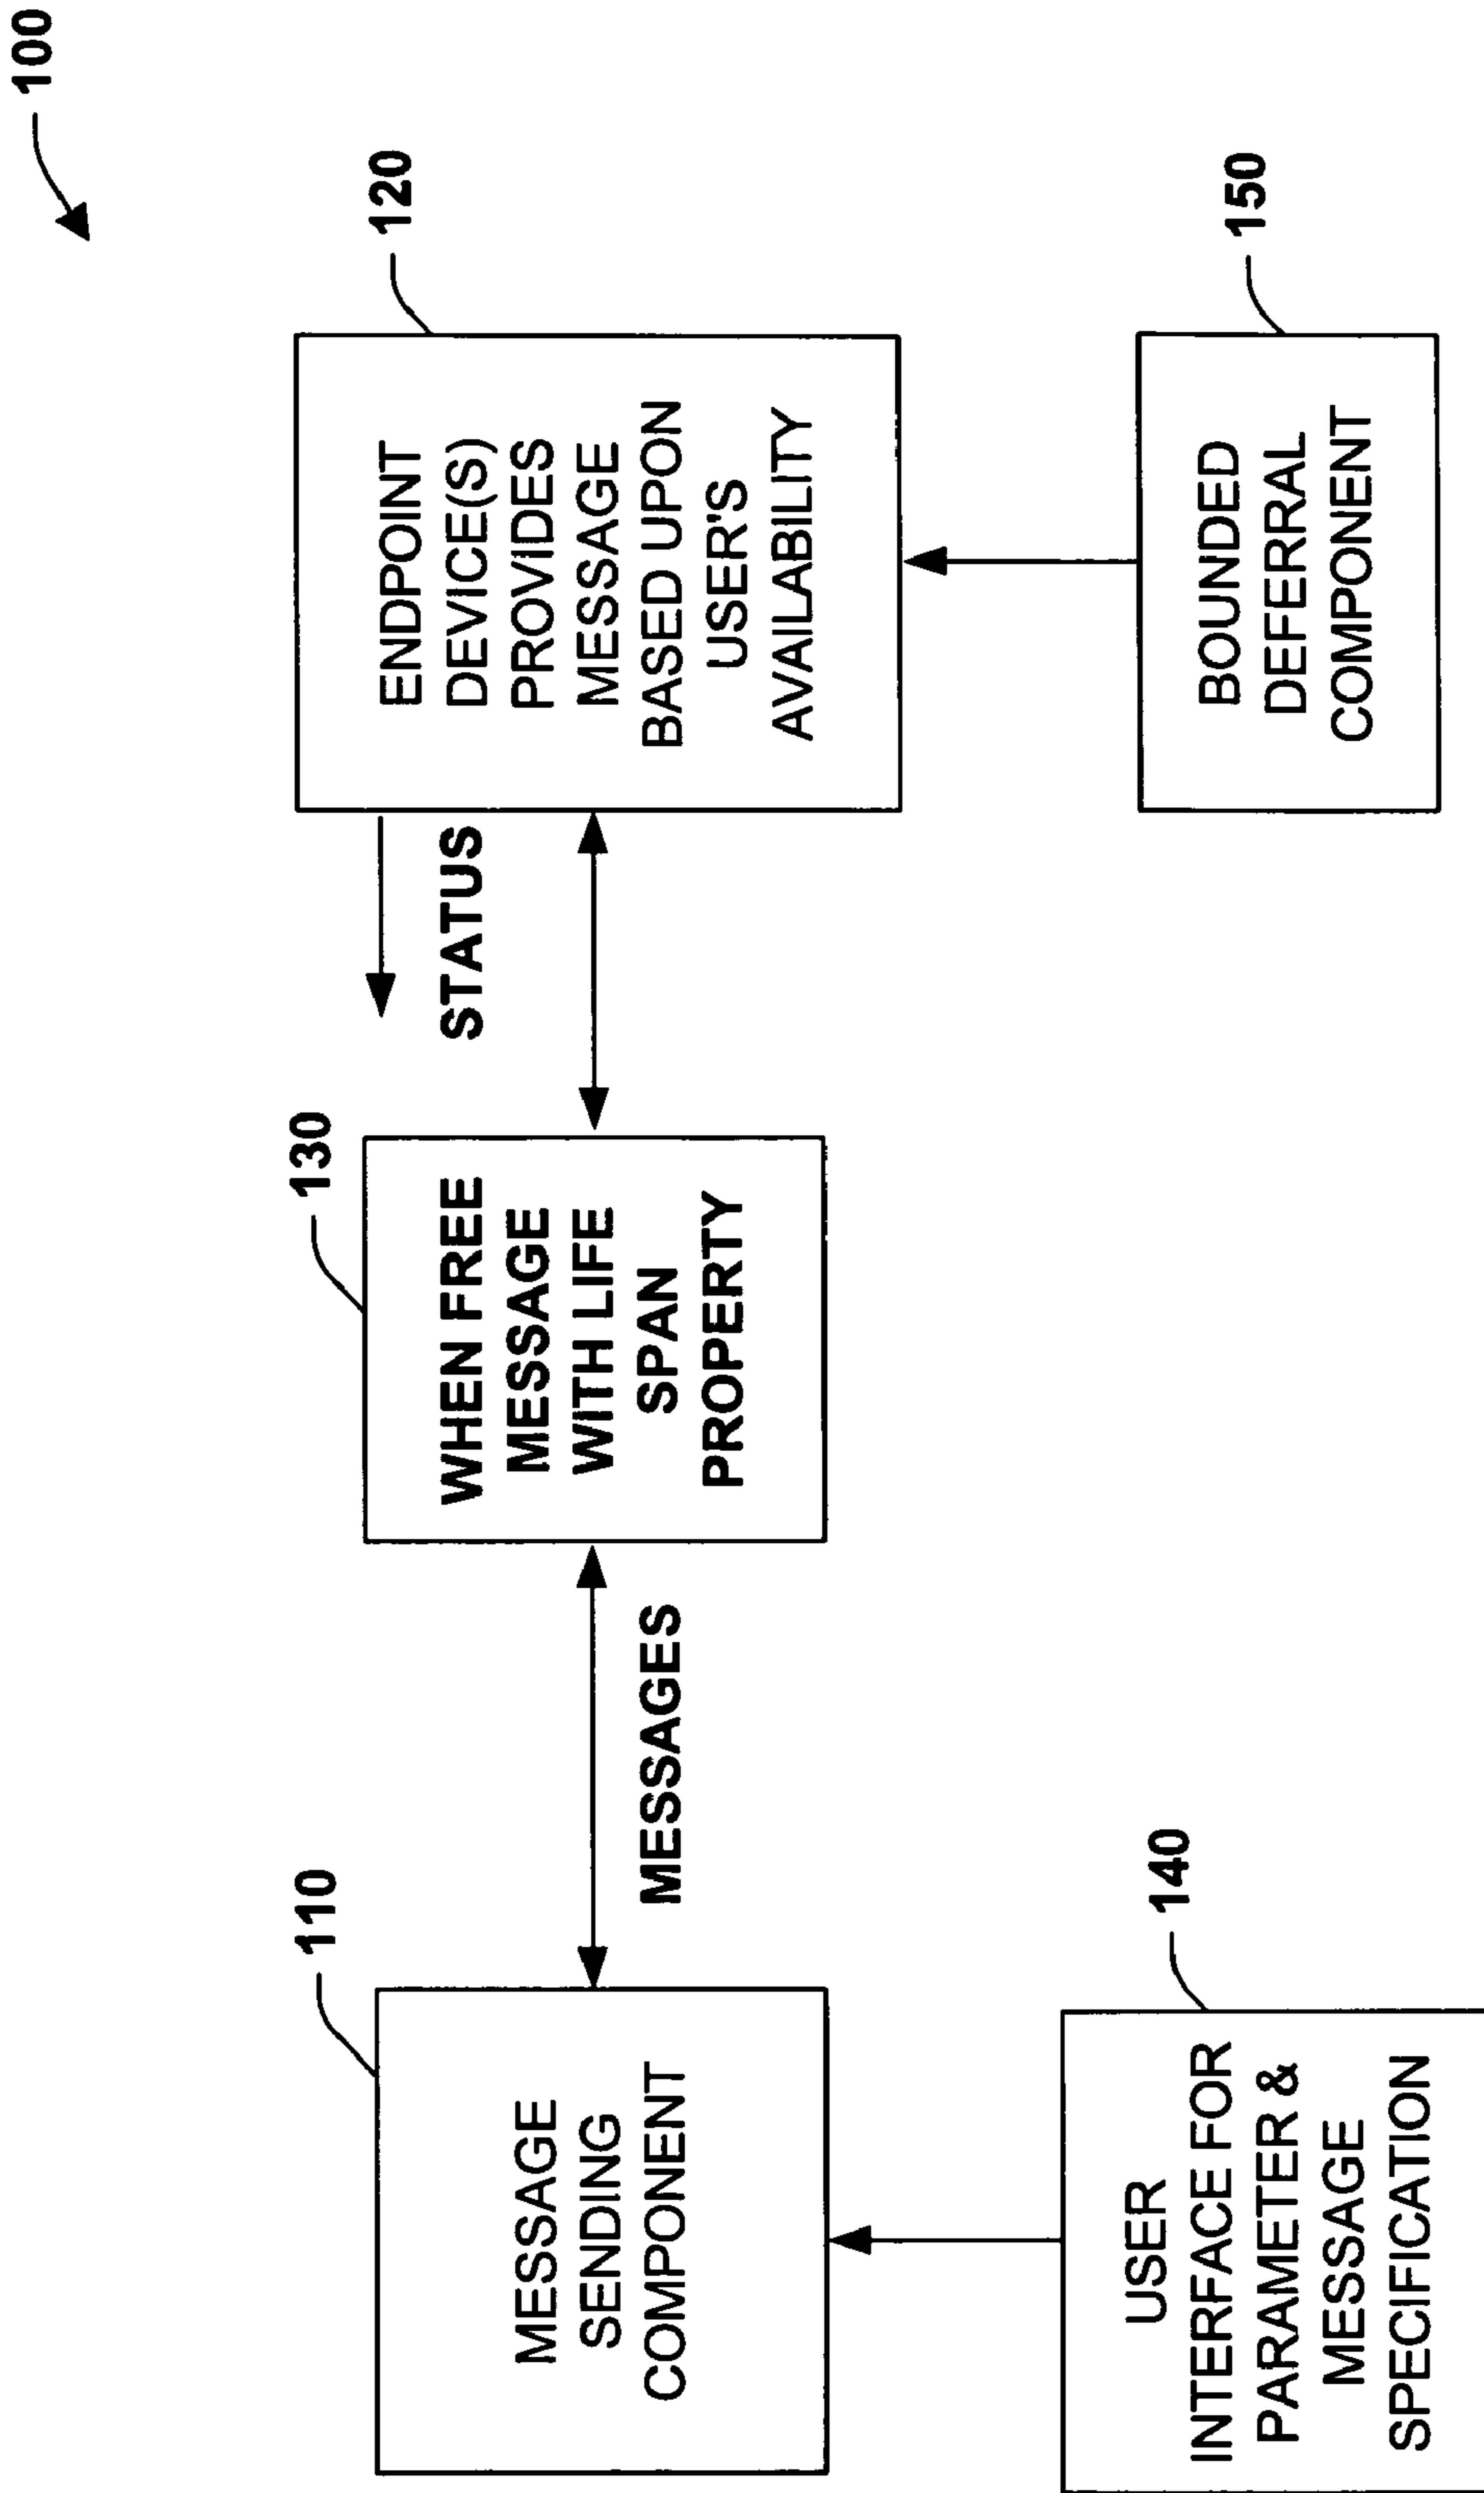 100
110
MESSAGE
SENDING
COMPONENT
MESSAGES
130
WHEN FREE
MESSAGE
WITH LIFE
SPAN
PROPERTY
STATUS
120
ENDPOINT
DEVICE(S)
PROVIDES
MESSAGE
BASED UPON
USER'S
AVAILABILITY
140
USER
INTERFACE FOR
PARAMETER &
MESSAGE
SPECIFICATION
150
BOUNDED
DEFERRAL
COMPONENT